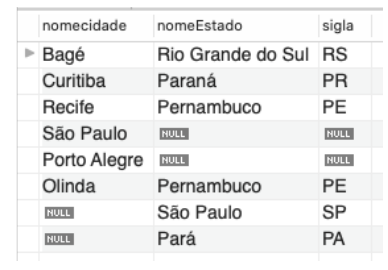 nomecidade nomeEstado sigla
Bagé Rio Grande do Sul RS
Curitiba Paraná PR
Recife Pernambuco PE
São Paulo NULL NULL
Porto Alegre NULL NULL
Olinda Pernambuco PE
NULL São Paulo SP
NULL Pará PA